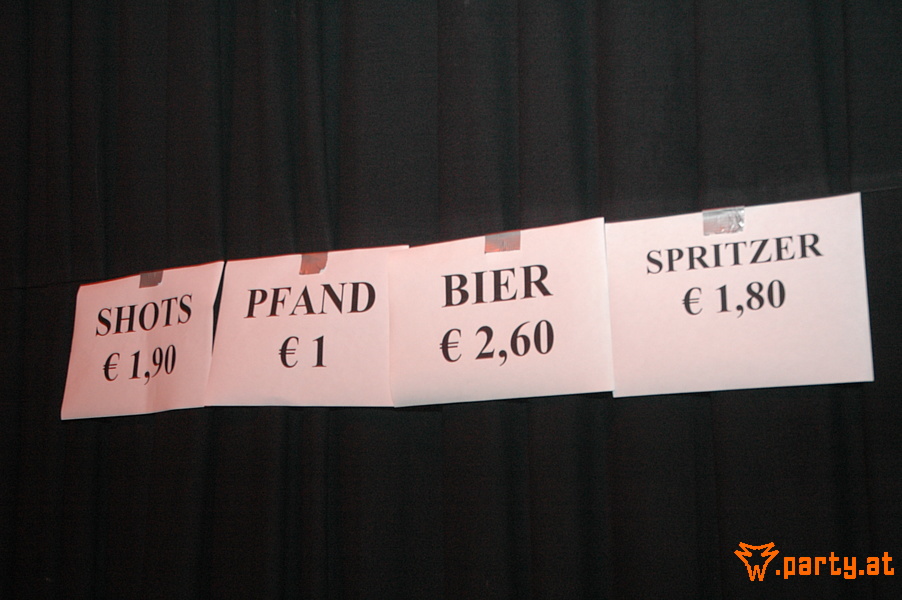 SHOTS
€ 1,90
PFAND
€ 1
BIER
€ 2,60
SPRITZER
€ 1,80
W.party.at